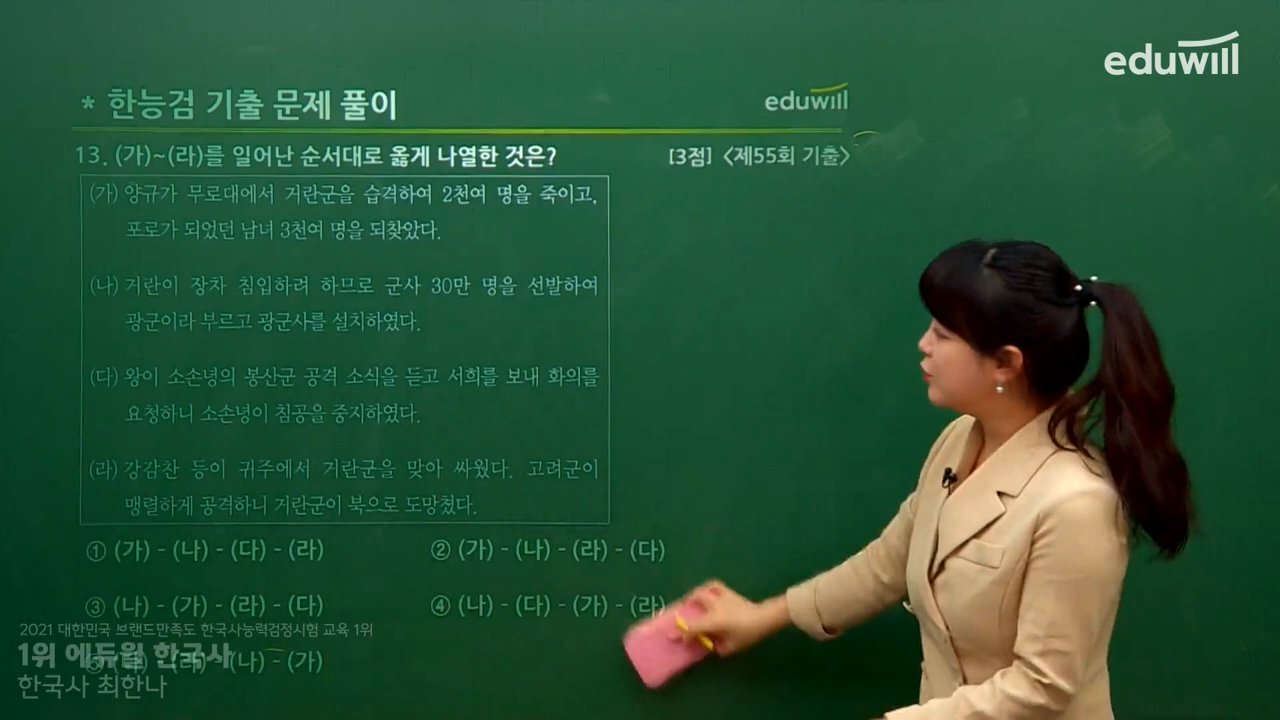 eduwill
* 한능검 기출 문제 풀이
eduwill
13. (가)~(라)를 일어난 순서대로 옳게 나열한 것은?
[3점] <제55회 기출>
(가) 양규가 무로대에서 거란군을 습격하여 2천여 명을 죽이고,
포로가 되었던 남녀 3천여 명을 되찾았다.
(나) 거란이 장차 침입하려 하므로 군사 30만 명을 선발하여
광군이라 부르고 광군사를 설치하였다.
(다) 왕이 소손녕의 봉산군 공격 소식을 듣고 서희를 보내 화의를
요청하니 소손녕이 침공을 중지하였다.
(라) 강감찬 등이 귀주에서 거란군을 맞아 싸웠다. 고려군이
맹렬하게 공격하니 거란군이 북으로 도망쳤다.
① (가) - (나) - (다) - (라)
② (가) - (나) - (라) - (다)
③ (나) - (가) - (라) - (다)
④ (나) - (다) - (가) - (라)
2021 대한민국 브랜드만족도 한국사능력검정시험 교육 1위
1위 에듀윌 한국사
- (라) - (나) - (가)
한국사 최한나